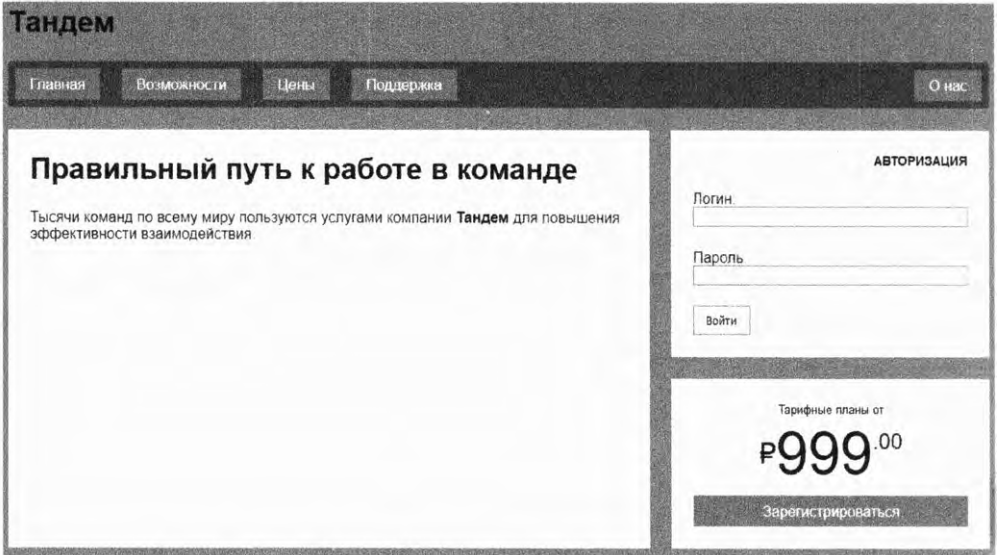 Тандем
Главная Возможности Цены Поддержка О нас
Правильный путь к работе в команде
Тысячи команд по всему миру пользуются услугами компании Тандем для повышения
эффективности взаимодействия
АВТОРИЗАЦИЯ
Логин:
Пароль
Войти
Тарифные планы от
₽999.00
Зарегистрироваться